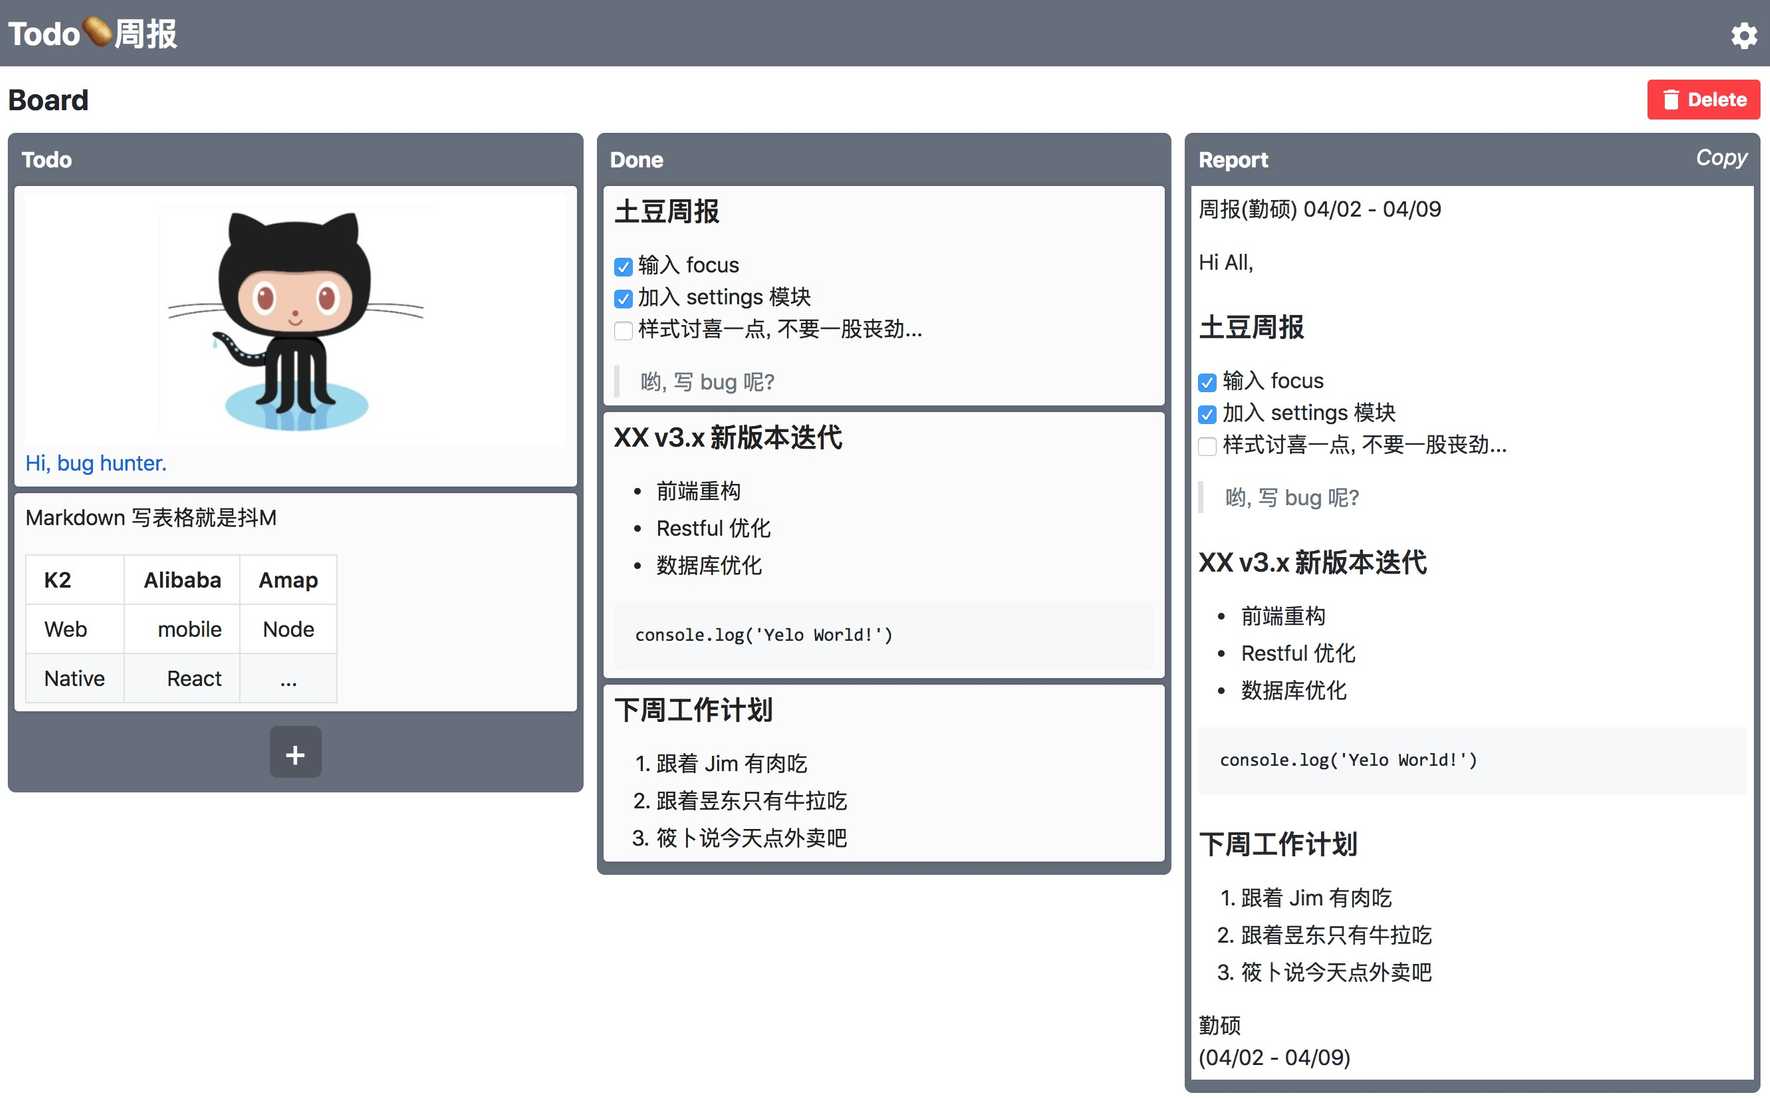 Todo🥔周报
Board
Delete
Todo
Hi, bug hunter.
Markdown 写表格就是抖M
K2 Alibaba Amap
Web mobile Node
Native React ...
+
Done
土豆周报
输入 focus
加入 settings 模块
样式讨喜一点, 不要一股丧劲...
哟, 写 bug 呢?
XX v3.x 新版本迭代
• 前端重构
• Restful 优化
• 数据库优化
console.log('Yelo World!')
下周工作计划
1. 跟着 Jim 有肉吃
2. 跟着昱东只有牛拉吃
3. 筱卜说今天点外卖吧
Report
Copy
周报(勤硕) 04/02 - 04/09
Hi All,
土豆周报
输入 focus
加入 settings 模块
样式讨喜一点, 不要一股丧劲...
哟, 写 bug 呢?
XX v3.x 新版本迭代
• 前端重构
• Restful 优化
• 数据库优化
console.log('Yelo World!')
下周工作计划
1. 跟着 Jim 有肉吃
2. 跟着昱东只有牛拉吃
3. 筱卜说今天点外卖吧
勤硕
(04/02 - 04/09)